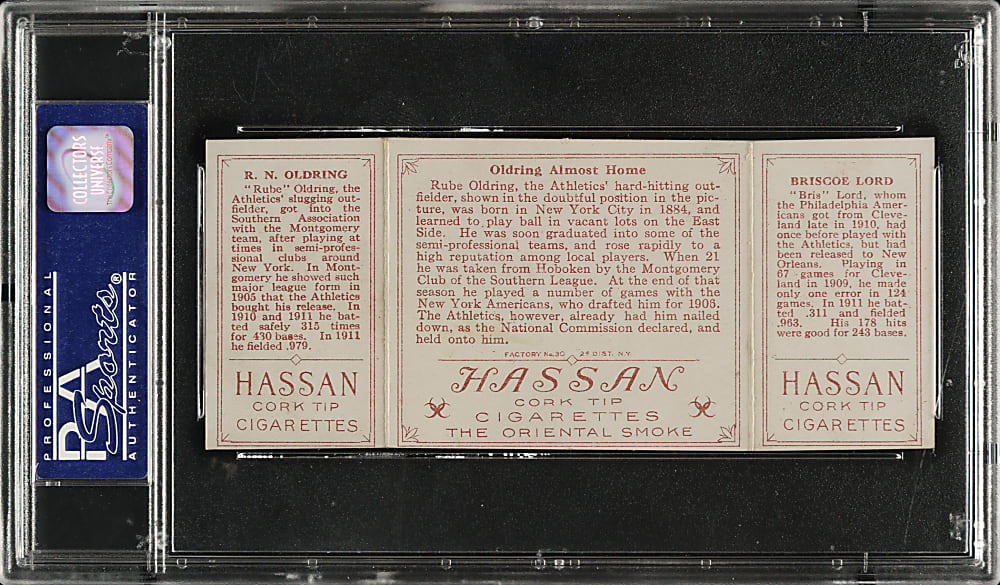 COLLECTORS
UNIVERSE
PROFESSIONAL
PSA
Sports®
AUTHENTICATOR
R. N. OLDRING
"Rube" Oldring, the
Athletics' slugging out-
fielder, got into the
Southern Association
with the Montgomery
team, after playing at
times in semi-profes-
sional clubs around
New York. In Mont-
gomery he showed such
major league form in
1905 that the Athletics
bought his release. In
1910 and 1911 he bat-
ted safely 315 times
for 430 bases. In 1911
he fielded .979.
HASSAN
CORK TIP
CIGARETTES
Oldring Almost Home
Rube Oldring, the Athletics' hard-hitting out-
fielder, shown in the doubtful position in the pic-
ture, was born in New York City in 1884, and
learned to play ball in vacant lots on the East
Side. He was soon graduated into some of the
semi-professional teams, and rose rapidly to a
high reputation among local players. When 21
he was taken from Hoboken by the Montgomery
Club of the Southern League. At the end of that
season he played a number of games with the
New York Americans, who drafted him for 1905.
The Athletics, however, already had him nailed
down, as the National Commission declared, and
held onto him.
FACTORY No. 30 2d DIST. N.Y.
HASSAN
CORK TIP
CIGARETTES
THE ORIENTAL SMOKE
BRISCOE LORD
"Bris" Lord, whom
the Philadelphia Amer-
icans got from Cleve-
land late in 1910, had
once before played with
the Athletics, but had
been released to New
Orleans. Playing in
67 games for Cleve-
land in 1909, he made
only one error in 124
games. In 1911 he bat-
ted .311 and fielded
.963. His 178 hits
were good for 243 bases.
HASSAN
CORK TIP
CIGARETTES